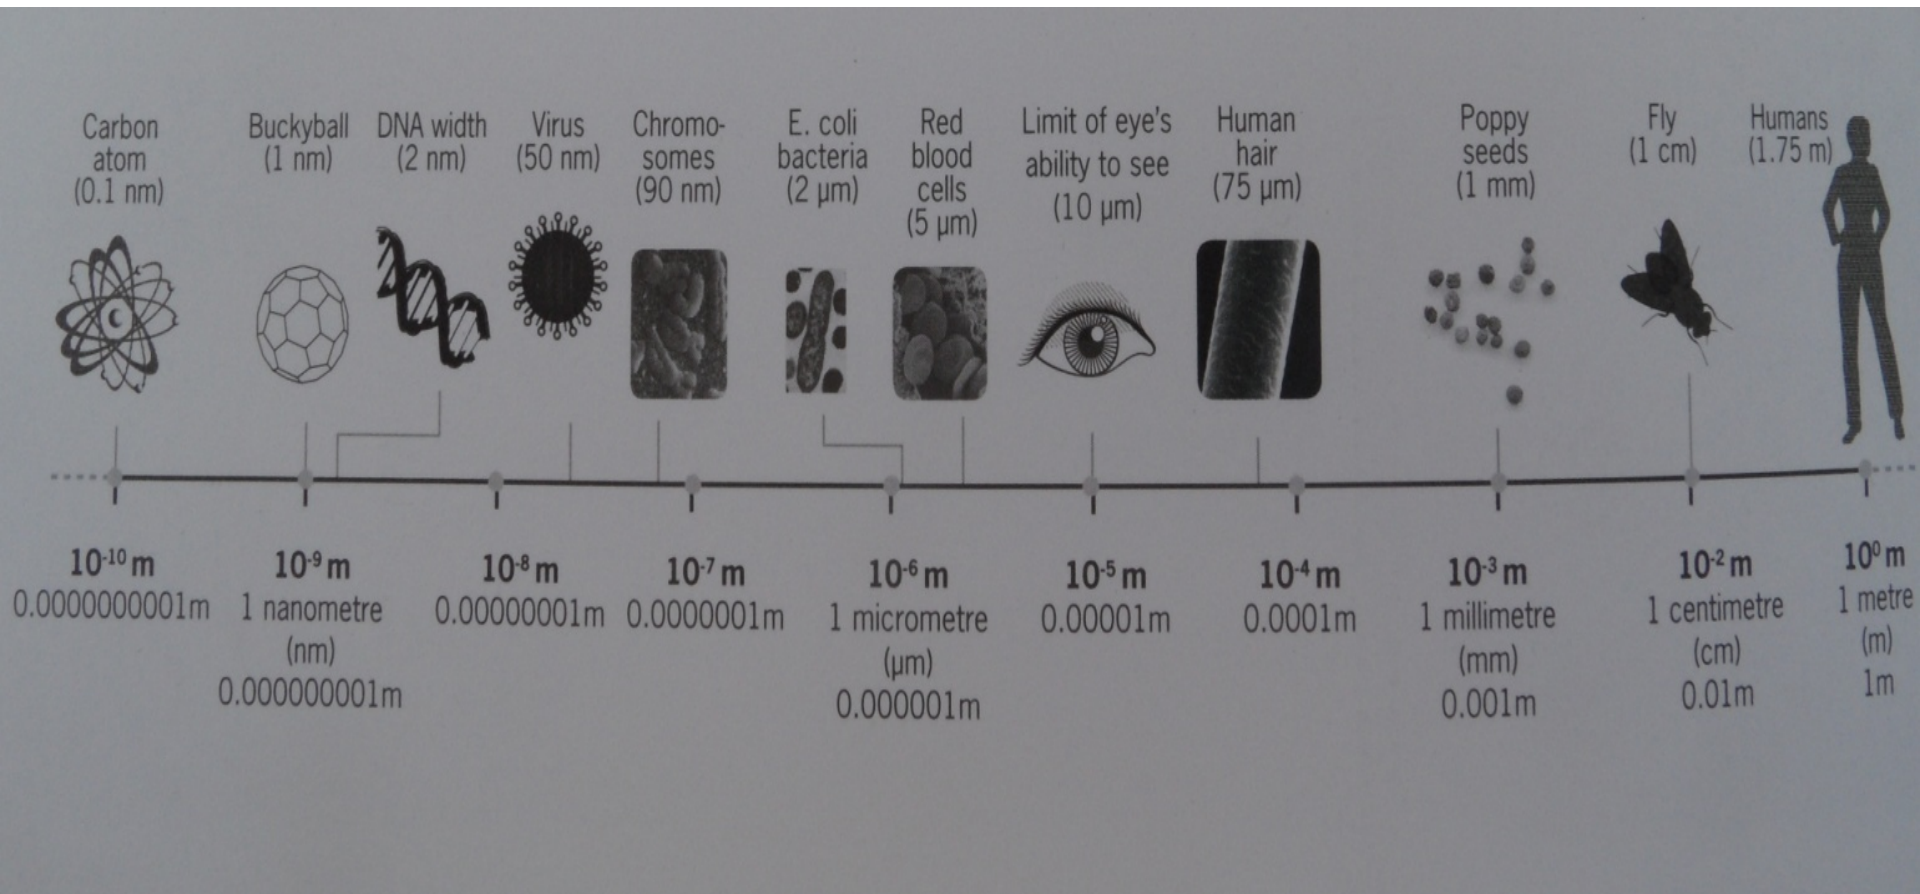 Carbon
atom
(0.1 nm)
Buckyball
(1 nm)
DNA width
(2 nm)
Virus
(50 nm)
Chromo-
somes
(90 nm)
E. coli
bacteria
(2 µm)
Red
blood
cells
(5 µm)
Limit of eye's
ability to see
(10 µm)
Human
hair
(75 µm)
Poppy
seeds
(1 mm)
Fly
(1 cm)
Humans
(1.75 m)
10⁻¹⁰ m
0.0000000001m
10⁻⁹ m
1 nanometre
(nm)
0.000000001m
10⁻⁸ m
0.00000001m
10⁻⁷ m
0.0000001m
10⁻⁶ m
1 micrometre
(µm)
0.000001m
10⁻⁵ m
0.00001m
10⁻⁴ m
0.0001m
10⁻³ m
1 millimetre
(mm)
0.001m
10⁻² m
1 centimetre
(cm)
0.01m
10⁰ m
1 metre
(m)
1m